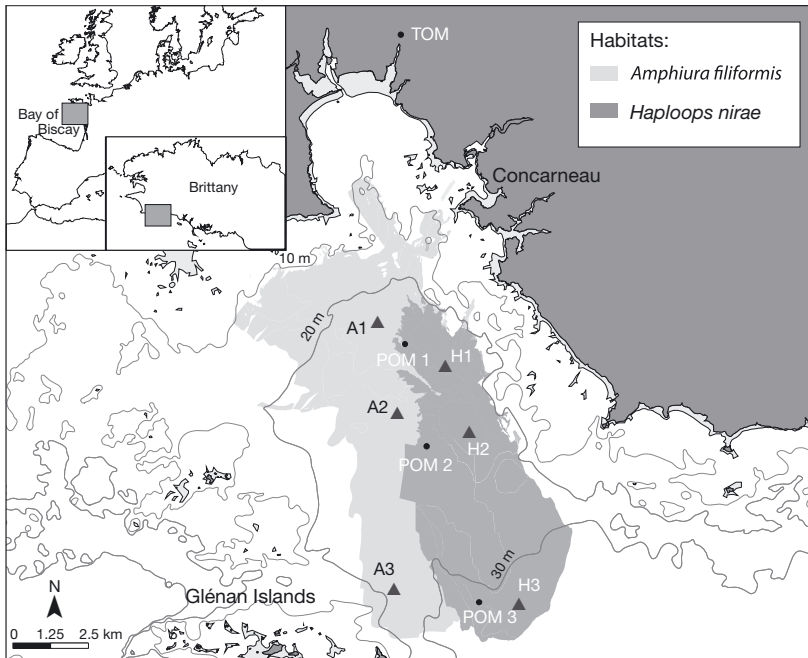 TOM
Habitats:
Amphiura filiformis
Haploops nirae
Bay of
Biscay
Brittany
Concarneau
10 m
20 m
A1
POM 1
H1
A2
H2
POM 2
30 m
A3
H3
POM 3
Glénan Islands
N
0 1.25 2.5 km